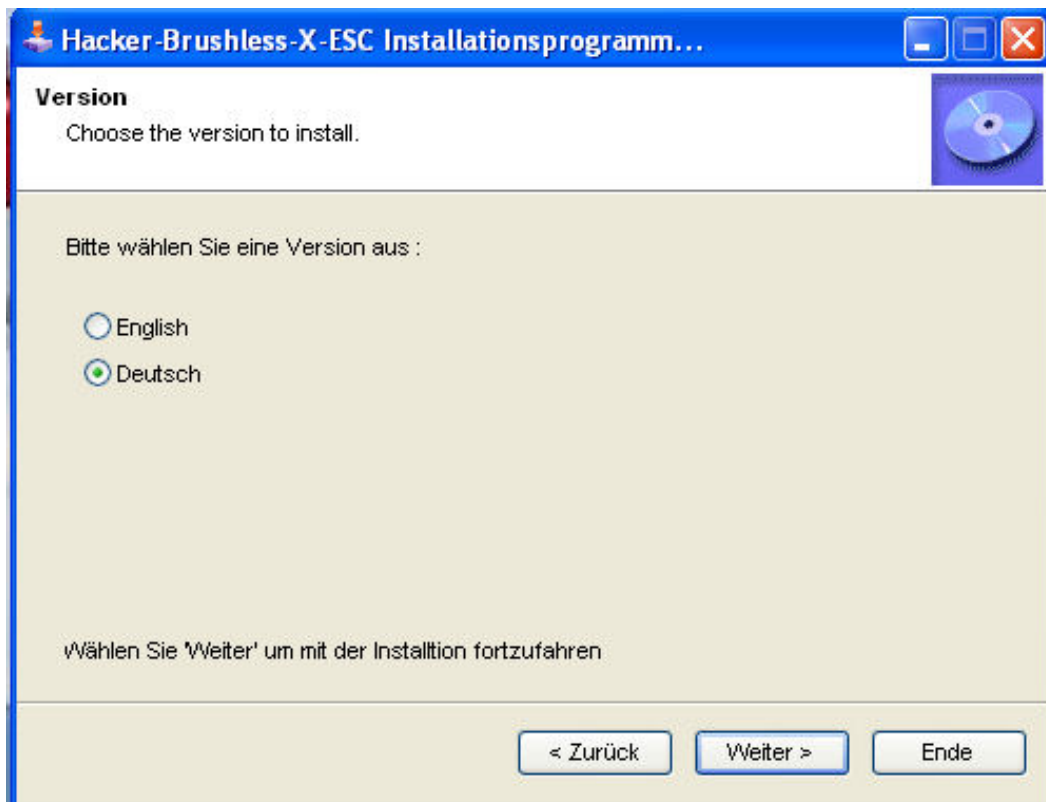 Hacker-Brushless-X-ESC Installationsprogramm...
Version
Choose the version to install.
Bitte wählen Sie eine Version aus :
English
Deutsch
Wählen Sie 'Weiter' um mit der Installtion fortzufahren
< Zurück
Weiter >
Ende